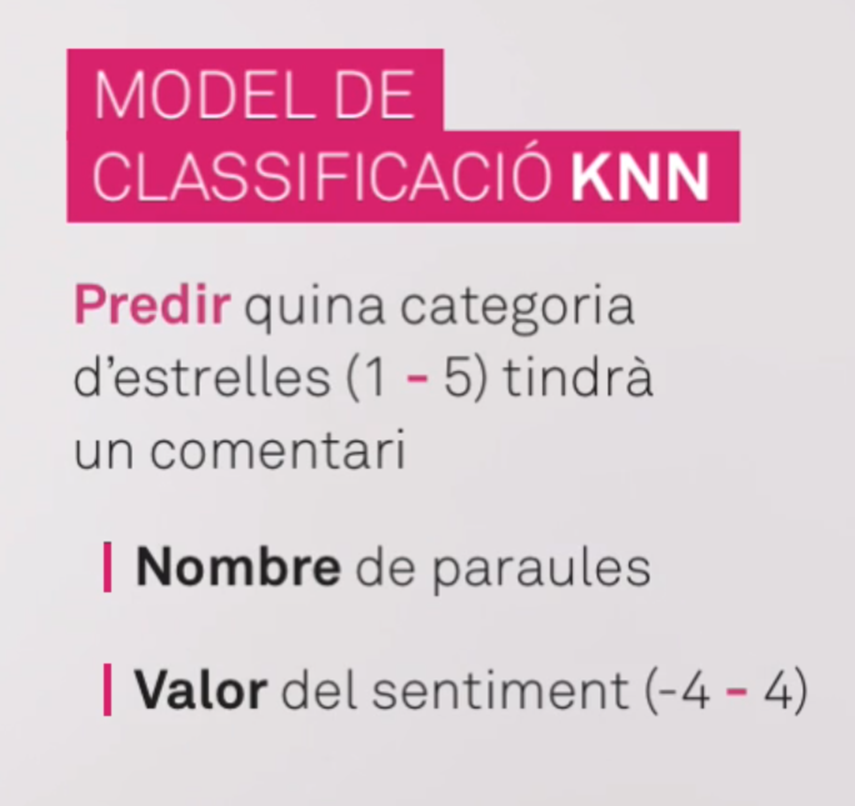 MODEL DE
CLASSIFICACIÓ KNN
Predir quina categoria
d'estrelles (1 - 5) tindrà
un comentari
Nombre de paraules
Valor del sentiment (-4 - 4)